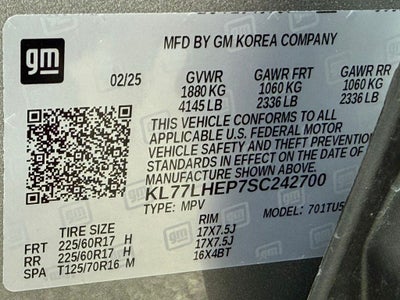 gm
MFD BY GM KOREA COMPANY
02/25 GVWR GAWR FRT GAWR RR
1880 KG 1060 KG 1060 KG
4145 LB 2336 LB 2336 LB
THIS VEHICLE CONFORMS TO ALL
APPLICABLE U.S. FEDERAL MOTOR
VEHICLE SAFETY AND THEFT PREVENTION
STANDARDS IN EFFECT ON THE DATE OF
MANUFACTURE SHOWN ABOVE.
KL77LHEP7SC242700
TYPE: MPV MODEL: 701TU5
TIRE SIZE RIM
FRT 225/60R17 H 17X7.5J
RR 225/60R17 H 17X7.5J
SPA T125/70R16 M 16X4BT